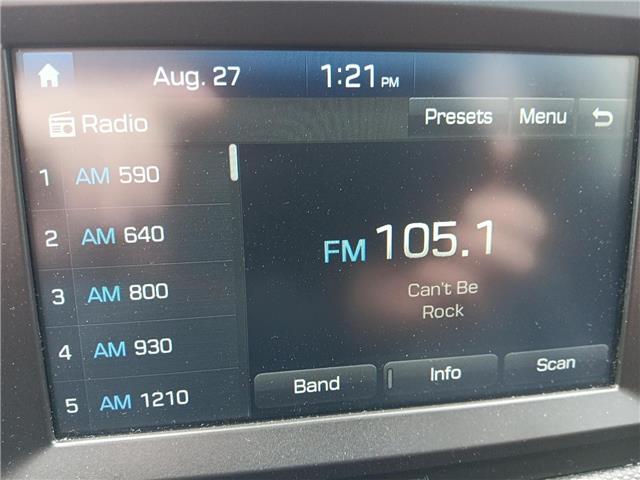 Aug. 27 1:21 PM
Radio Presets Menu
1 AM 590
2 AM 640
3 AM 800
4 AM 930
5 AM 1210
FM 105.1
Can't Be
Rock
Band Info Scan